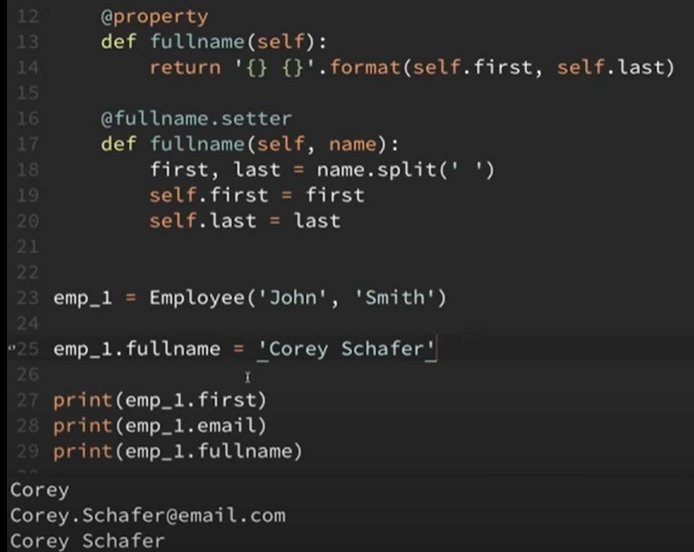 12 @property
13 def fullname(self):
14 return '{} {}'.format(self.first, self.last)
15
16 @fullname.setter
17 def fullname(self, name):
18 first, last = name.split(' ')
19 self.first = first
20 self.last = last
21
22
23 emp_1 = Employee('John', 'Smith')
24
25 emp_1.fullname = 'Corey Schafer'
26
27 print(emp_1.first)
28 print(emp_1.email)
29 print(emp_1.fullname)
Corey
Corey.Schafer@email.com
Corey Schafer